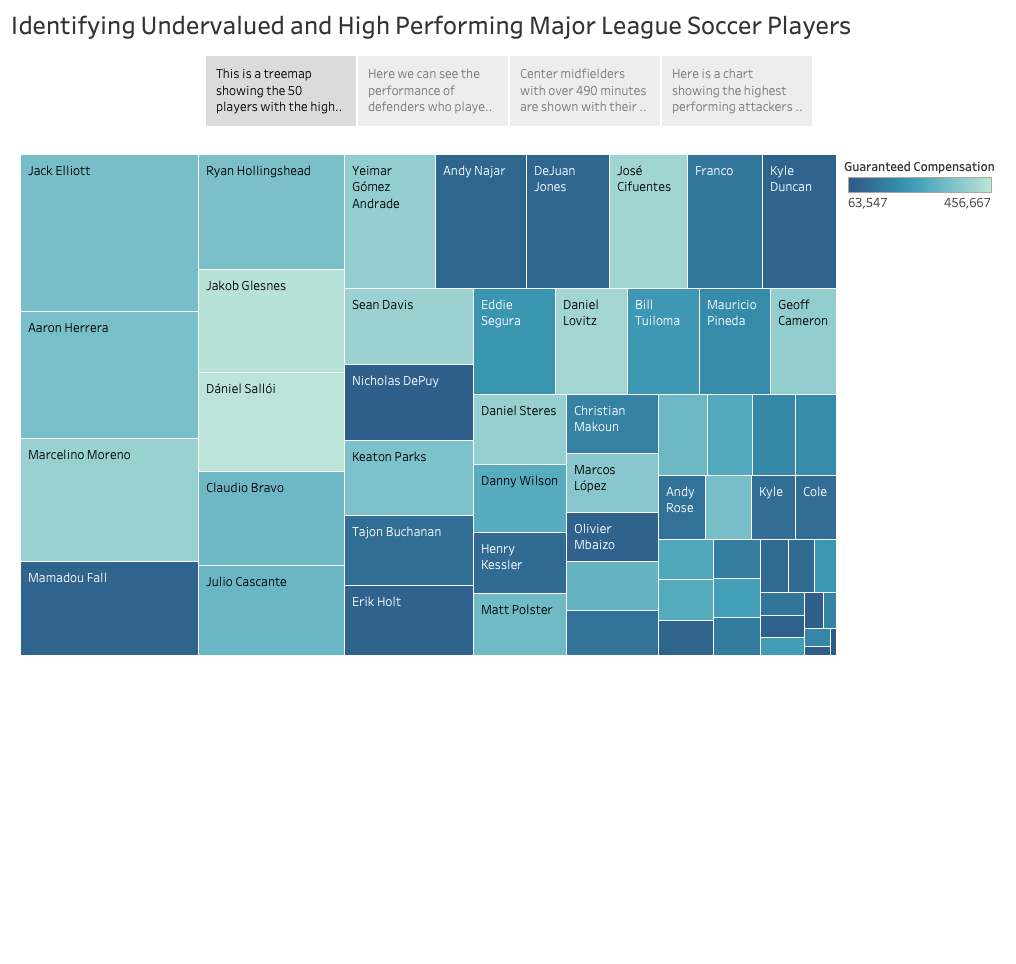 Identifying Undervalued and High Performing Major League Soccer Players
This is a treemap
showing the 50
players with the high..
Here we can see the
performance of
defenders who playe..
Center midfielders
with over 490 minutes
are shown with their ..
Here is a chart
showing the highest
performing attackers ..
Guaranteed Compensation
63,547
456,667
Jack Elliott
Aaron Herrera
Marcelino Moreno
Mamadou Fall
Ryan Hollingshead
Jakob Glesnes
Dániel Sallói
Claudio Bravo
Julio Cascante
Yeimar
Gómez
Andrade
Andy Najar
DeJuan
Jones
José
Cifuentes
Franco
Kyle
Duncan
Sean Davis
Nicholas DePuy
Keaton Parks
Tajon Buchanan
Erik Holt
Eddie
Segura
Daniel
Lovitz
Bill
Tuiloma
Mauricio
Pineda
Geoff
Cameron
Daniel Steres
Danny Wilson
Henry
Kessler
Matt Polster
Christian
Makoun
Marcos
López
Olivier
Mbaizo
Andy
Rose
Kyle
Cole